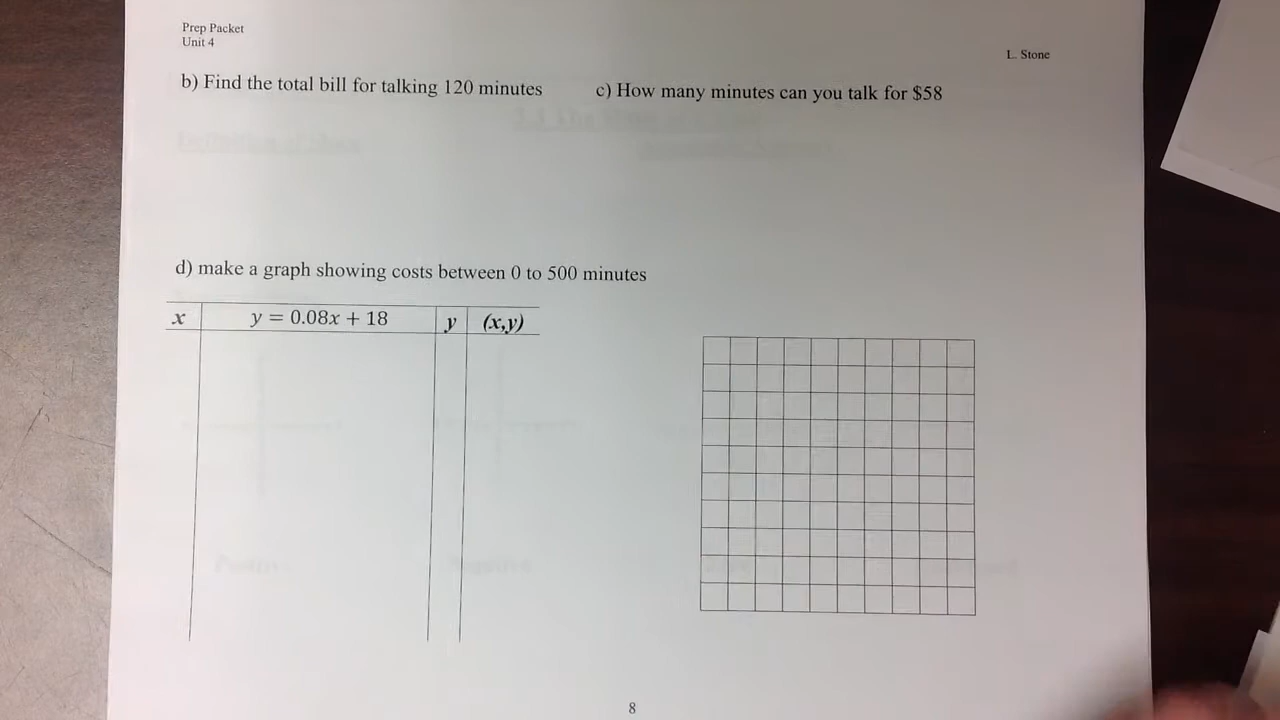 Prep Packet
Unit 4
L. Stone
b) Find the total bill for talking 120 minutes
c) How many minutes can you talk for $58
d) make a graph showing costs between 0 to 500 minutes
x y = 0.08x + 18 y (x,y)
8